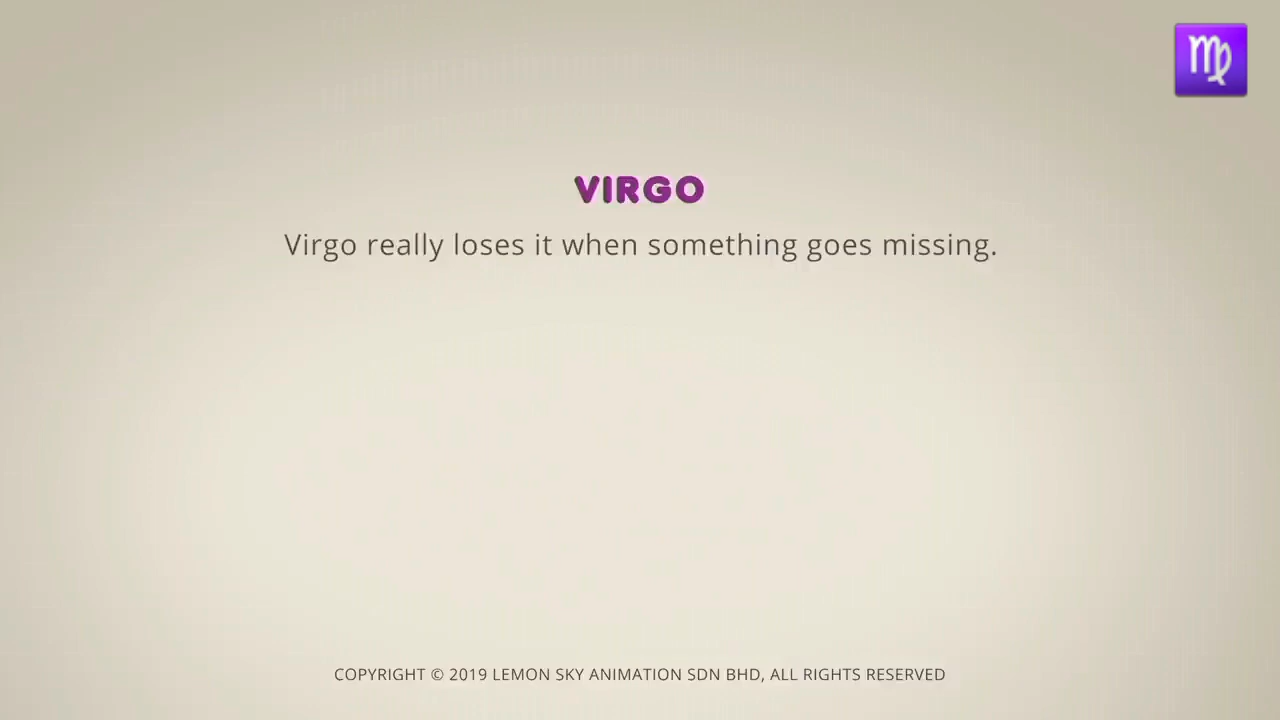 VIRGO
Virgo really loses it when something goes missing.
COPYRIGHT © 2019 LEMON SKY ANIMATION SDN BHD, ALL RIGHTS RESERVED